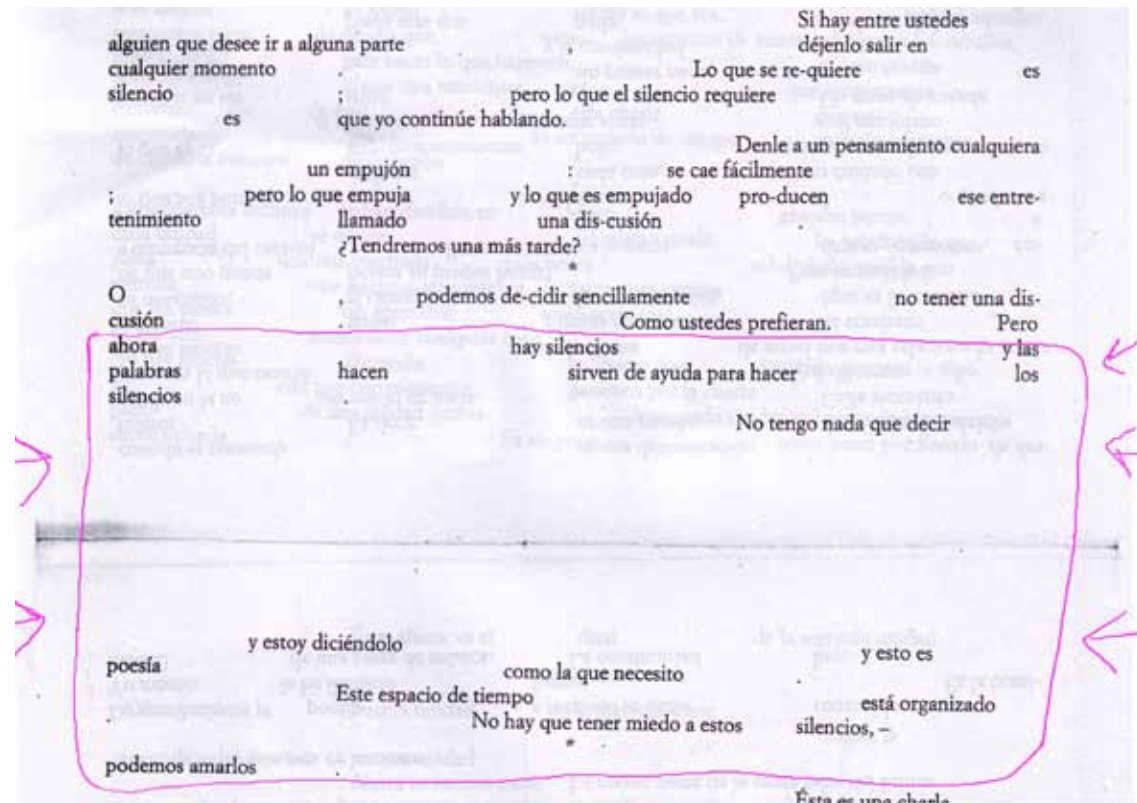 Si hay entre ustedes
alguien que desee ir a alguna parte , déjenlo salir en
cualquier momento . Lo que se re-quiere es
silencio ; pero lo que el silencio requiere
es que yo continúe hablando.
Denle a un pensamiento cualquiera
un empujón : se cae fácilmente
; pero lo que empuja y lo que es empujado pro-ducen ese entre-
tenimiento llamado una dis-cusión .
¿Tendremos una más tarde?
*
O , podemos de-cidir sencillamente no tener una dis-
cusión . Como ustedes prefieran. Pero
ahora hay silencios y las
palabras hacen sirven de ayuda para hacer los
silencios .
No tengo nada que decir
y estoy diciéndolo y esto es
poesía como la que necesito .
Este espacio de tiempo está organizado
. No hay que tener miedo a estos silencios, –
*
podemos amarlos .
Ésta es una charla